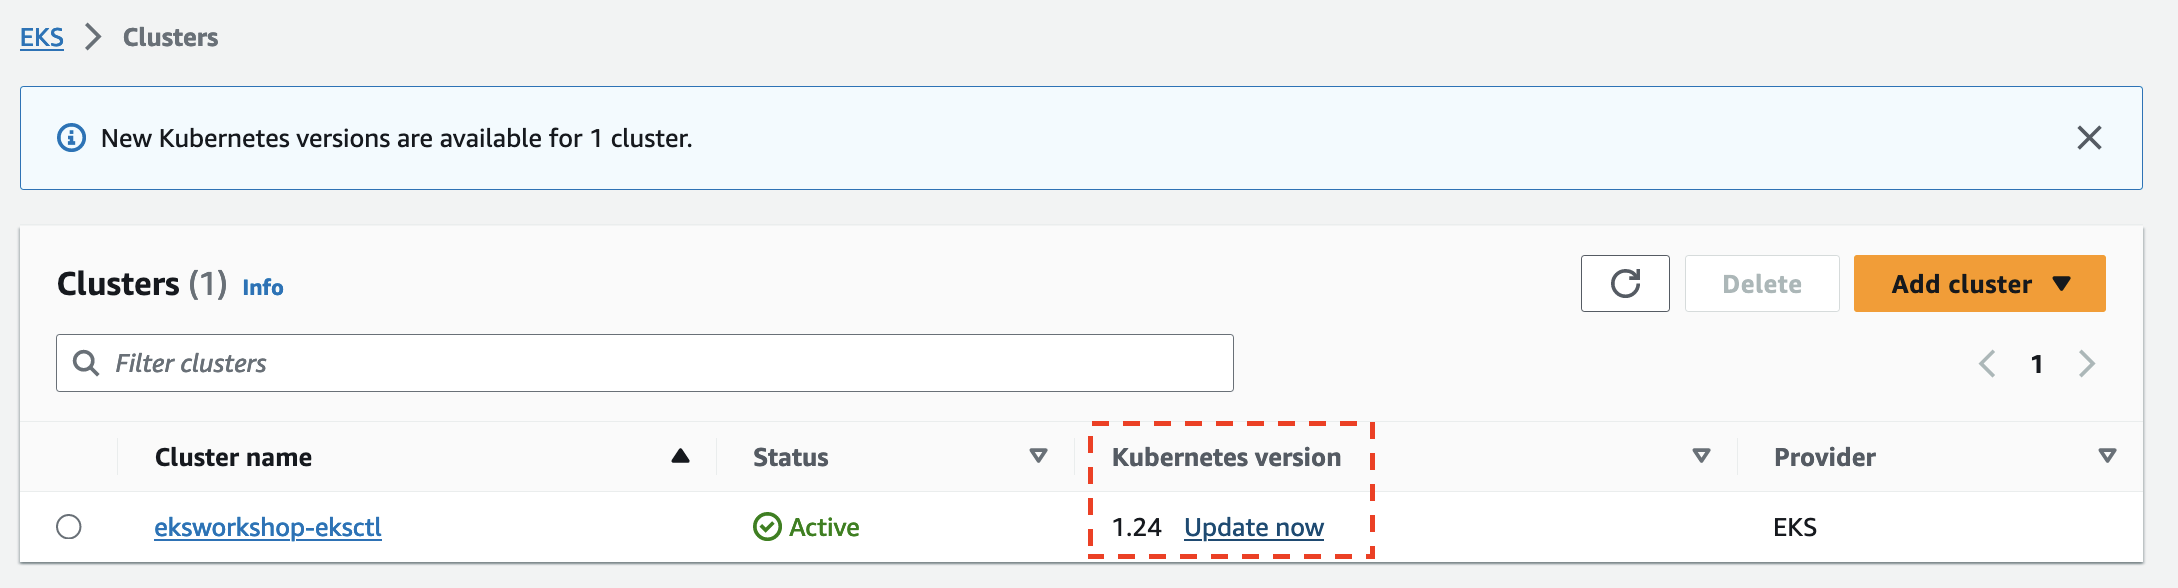 EKS > Clusters
New Kubernetes versions are available for 1 cluster.
Clusters (1) Info
Delete
Add cluster
Filter clusters
1
Cluster name Status Kubernetes version Provider
eksworkshop-eksctl Active 1.24 Update now EKS